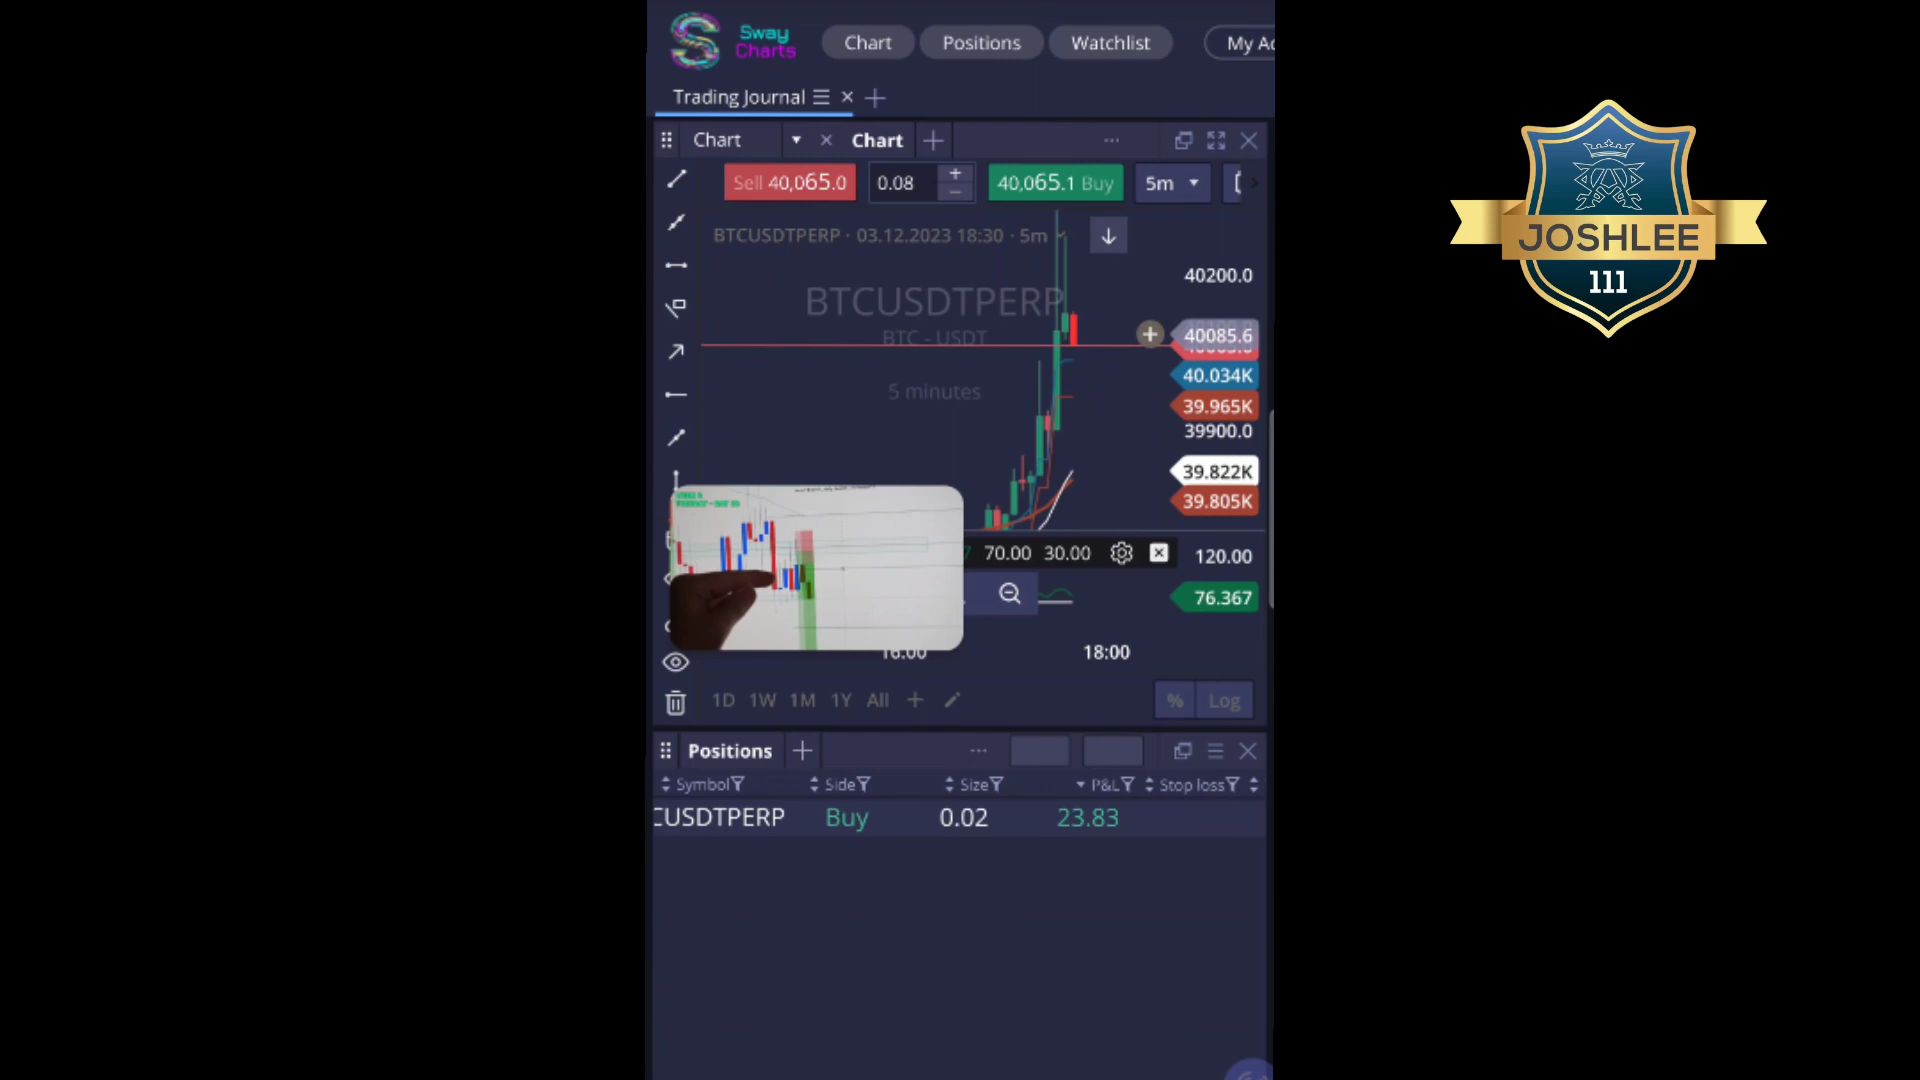 Sway
Charts
Chart
Positions
Watchlist
My Ac
Trading Journal
Chart
Chart
Sell 40,065.0
0.08
40,065.1 Buy
5m
BTCUSDTPERP · 03.12.2023 18:30 · 5m
BTCUSDTPERP
BTC - USDT
5 minutes
40200.0
40085.6
40.034K
39.965K
39900.0
39.822K
39.805K
70.00 30.00
120.00
76.367
16:00
18:00
1D 1W 1M 1Y All
% Log
Positions
Symbol Side Size P&L Stop loss
CUSDTPERP Buy 0.02 23.83
JOSHLEE
111